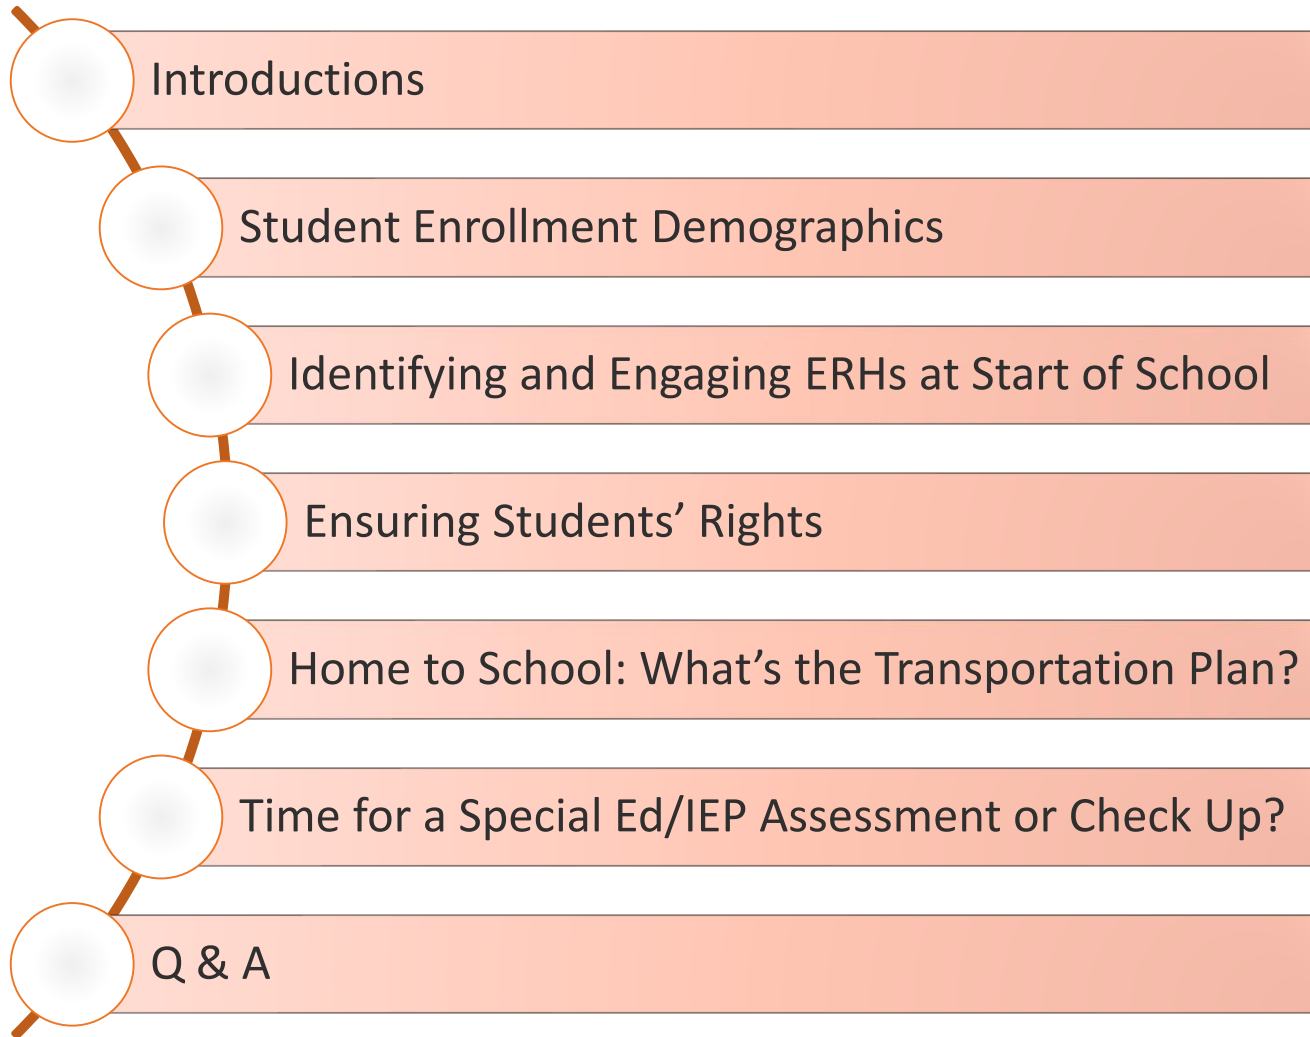 Introductions
Student Enrollment Demographics
Identifying and Engaging ERHs at Start of School
Ensuring Students’ Rights
Home to School: What’s the Transportation Plan?
Time for a Special Ed/IEP Assessment or Check Up?
Q & A